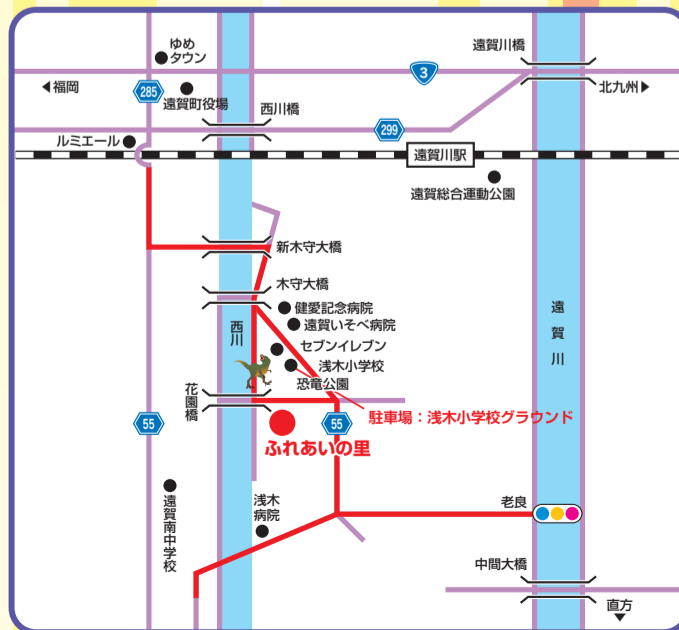 ゆめ
タウン
遠賀川橋
3
◀福岡
285
遠賀町役場
北九州▶
西川橋
299
ルミエール
遠賀川駅
遠賀総合運動公園
新木守大橋
木守大橋
健愛記念病院
遠賀いそべ病院
西川
遠賀川
セブンイレブン
浅木小学校
恐竜公園
花園橋
駐車場：浅木小学校グラウンド
55
55
ふれあいの里
遠賀南中学校
浅木
病院
老良
中間大橋
直方
▼